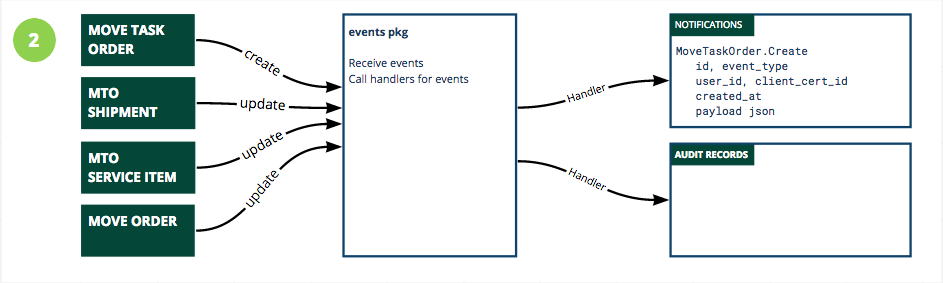 2
MOVE TASK
ORDER
MTO
SHIPMENT
MTO
SERVICE ITEM
MOVE ORDER
create
update
update
update
events pkg
Receive events
Call handlers for events
Handler
Handler
NOTIFICATIONS
MoveTaskOrder.Create
id, event_type
user_id, client_cert_id
created_at
payload json
AUDIT RECORDS